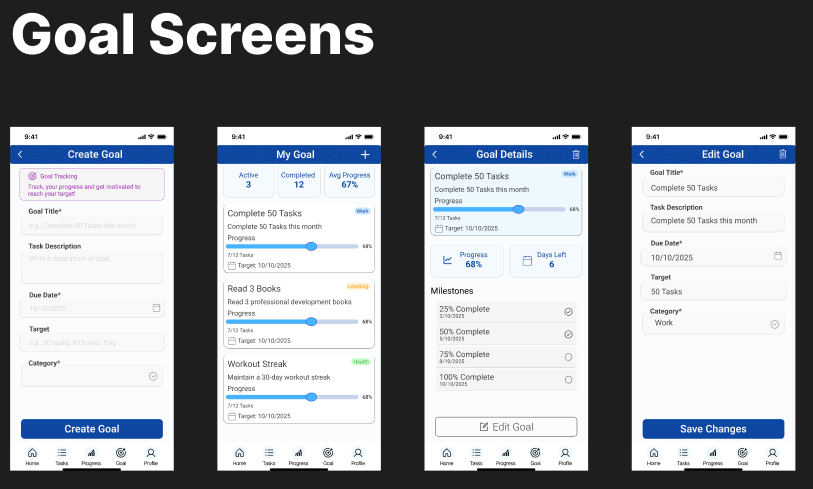 Goal Screens
9:41
Create Goal
Goal Tracking
Track, your progress and get motivated to
reach your target!
Goal Title*
e.g., Complete 50 Tasks this month
Task Description
Write a description of goal.
Due Date*
10/10/2025
Target
e.g., 50 tasks, 10 books, 5 kg
Category*
Create Goal
Home
Tasks
Progress
Goal
Profile
9:41
My Goal
Active
3
Completed
12
Avg Progress
67%
Complete 50 Tasks
Work
Complete 50 Tasks this month
Progress
68%
7/12 Tasks
Target: 10/10/2025
Read 3 Books
Learning
Read 3 professional development books
Progress
68%
7/12 Tasks
Target: 10/10/2025
Workout Streak
Health
Maintain a 30-day workout streak
Progress
68%
7/12 Tasks
Target: 10/10/2025
Home
Tasks
Progress
Goal
Profile
9:41
Goal Details
Complete 50 Tasks
Work
Complete 50 Tasks this month
Progress
68%
7/12 Tasks
Target: 10/10/2025
Progress
68%
Days Left
6
Milestones
25% Complete
2/10/2025
50% Complete
5/10/2025
75% Complete
8/10/2025
100% Complete
10/10/2025
Edit Goal
Home
Tasks
Progress
Goal
Profile
9:41
Edit Goal
Goal Title*
Complete 50 Tasks
Task Description
Complete 50 Tasks this month
Due Date*
10/10/2025
Target
50 Tasks
Category*
Work
Save Changes
Home
Tasks
Progress
Goal
Profile